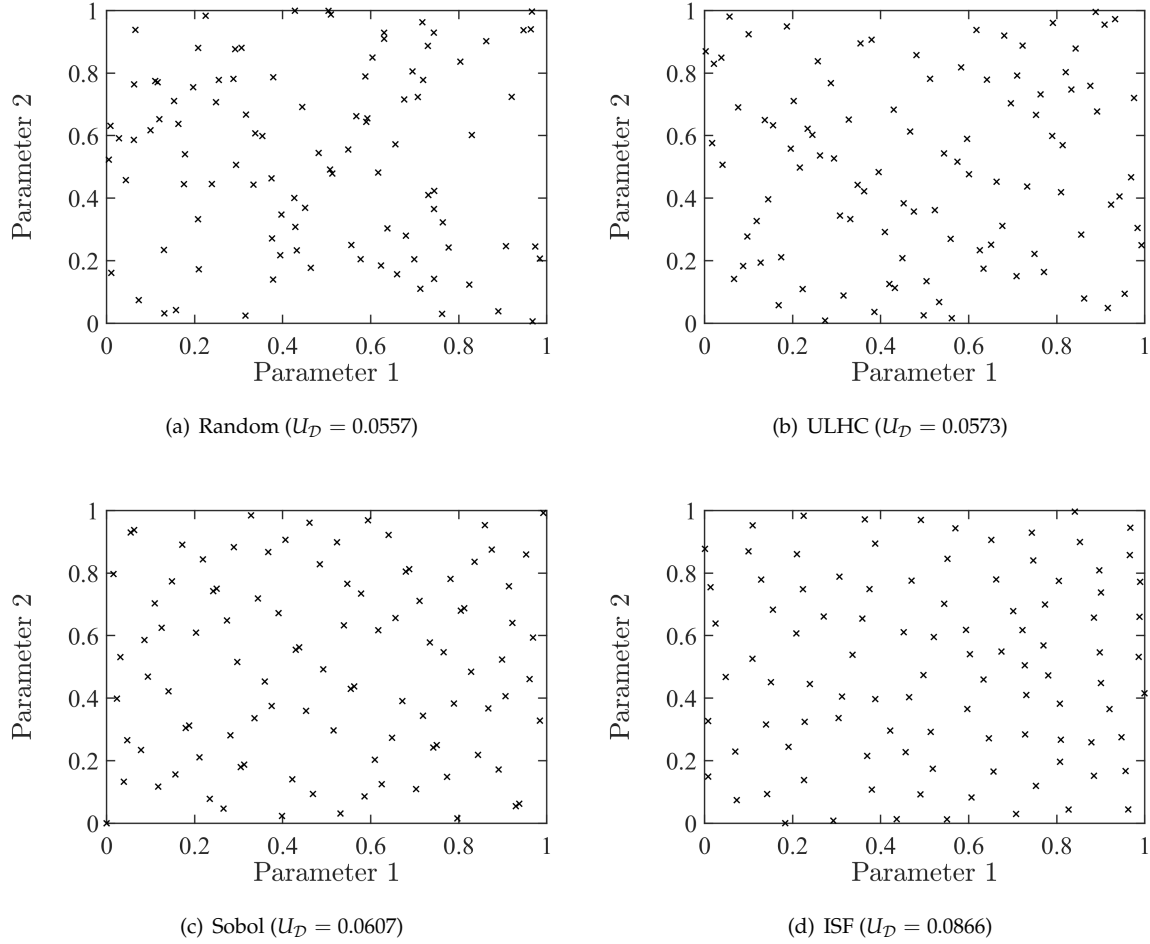 1
0.8
0.6
0.4
0.2
0
Parameter 2
0 0.2 0.4 0.6 0.8 1
Parameter 1
(a) Random (U_D = 0.0557)
1
0.8
0.6
0.4
0.2
0
Parameter 2
0 0.2 0.4 0.6 0.8 1
Parameter 1
(b) ULHC (U_D = 0.0573)
1
0.8
0.6
0.4
0.2
0
Parameter 2
0 0.2 0.4 0.6 0.8 1
Parameter 1
(c) Sobol (U_D = 0.0607)
1
0.8
0.6
0.4
0.2
0
Parameter 2
0 0.2 0.4 0.6 0.8 1
Parameter 1
(d) ISF (U_D = 0.0866)